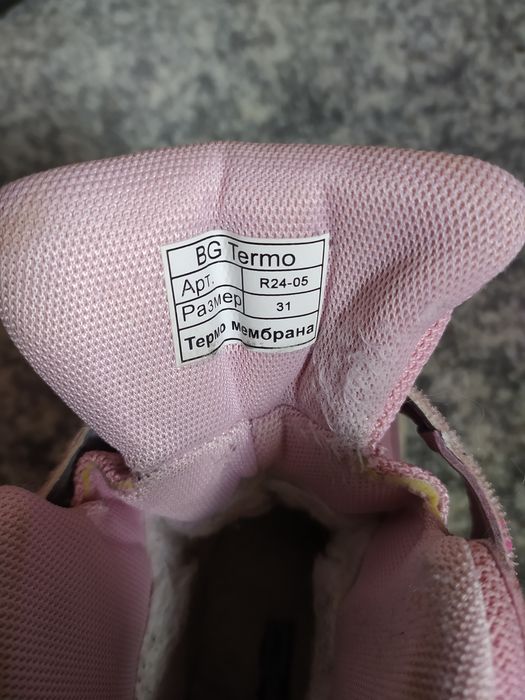 BG Termo
Арт. R24-05
Размер 31
Термо мембрана